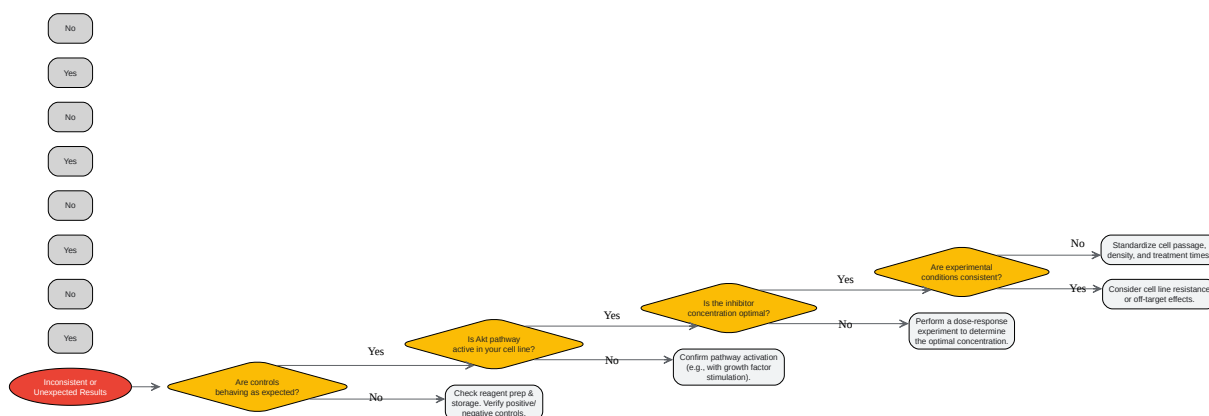 No
Yes
No
Yes
No
Yes
No
Yes
Inconsistent or
Unexpected Results
Are controls
behaving as expected?
Yes
No
Check reagent prep &
storage. Verify positive/
negative controls.
Is Akt pathway
active in your cell line?
Yes
No
Confirm pathway activation
(e.g., with growth factor
stimulation).
Is the inhibitor
concentration optimal?
Yes
No
Perform a dose-response
experiment to determine
the optimal concentration.
Are experimental
conditions consistent?
No
Yes
Standardize cell passage,
density, and treatment times
Consider cell line resistance
or off-target effects.